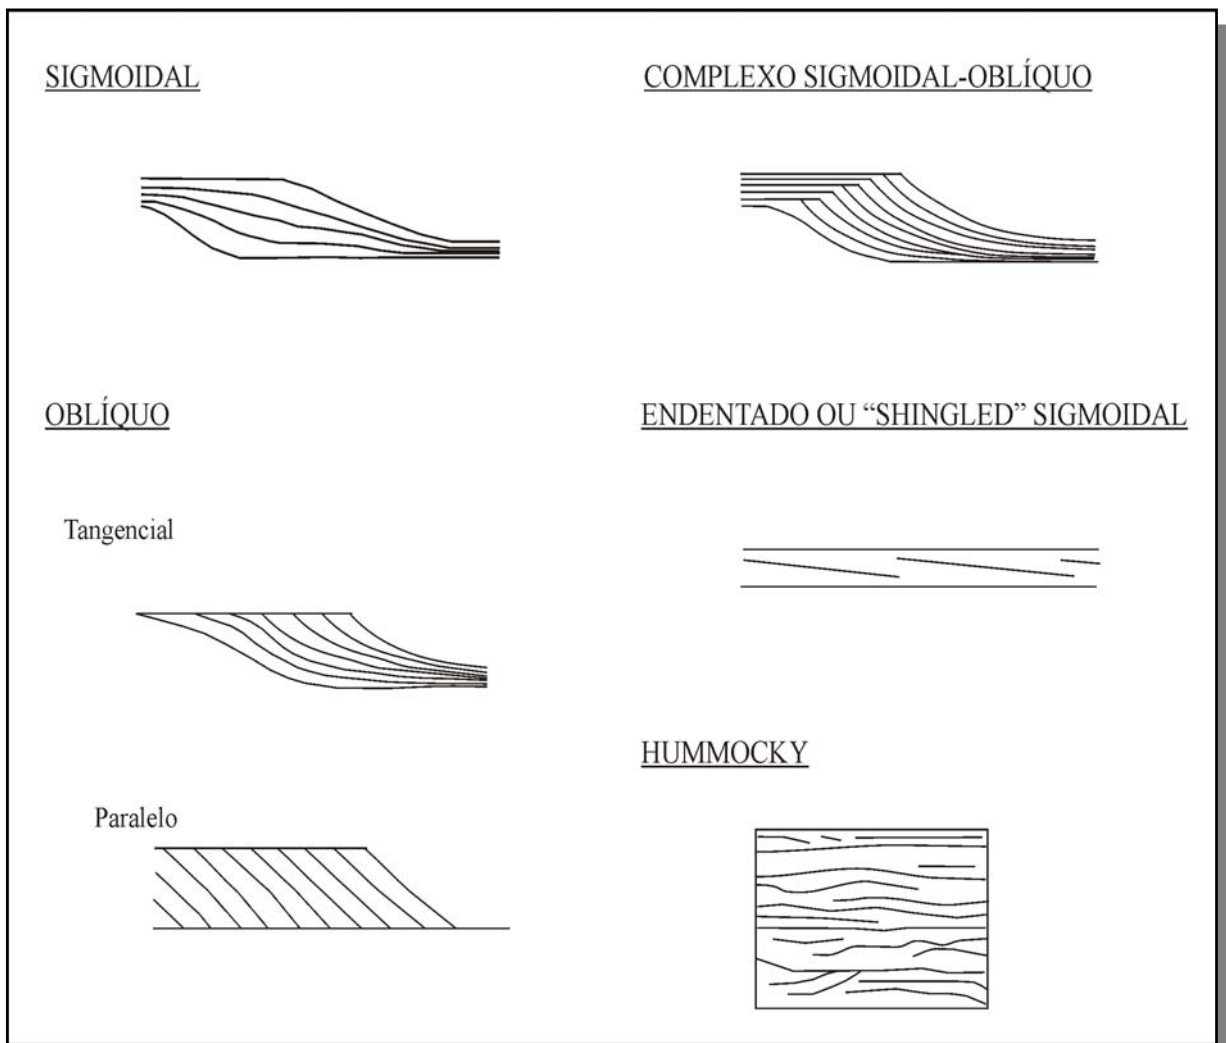 SIGMOIDAL
COMPLEXO SIGMOIDAL-OBLÍQUO
OBLÍQUO
Tangencial
Paralelo
ENDENTADO OU “SHINGLED” SIGMOIDAL
HUMMOCKY